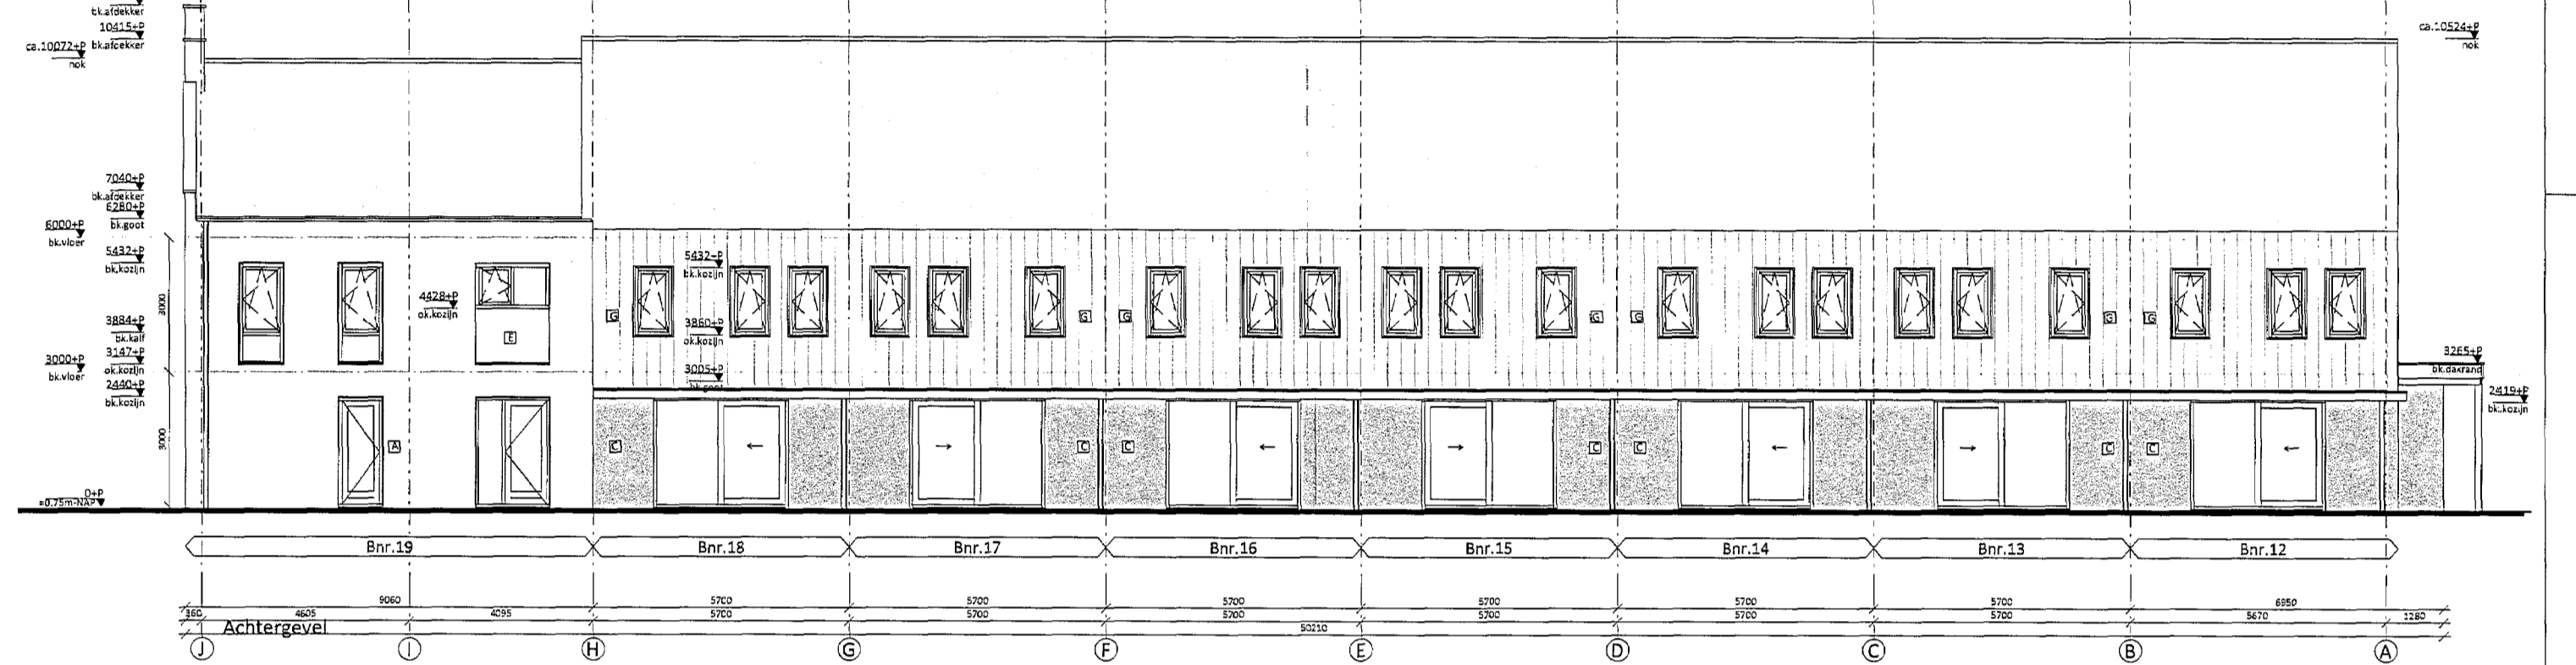 bk.afdekker
10415+P
bk.afdekker
ca.10072+P
nok
ca.10524+P
nok
7040+P
bk.afdekker
6280+P
bk.goot
6000+P
bk.vloer
5432+P
bk.kozijn
5432+P
bk.kozijn
4428+P
ok.kozijn
3860+P
ok.kozijn
3884+P
bk.kalf
3147+P
ok.kozijn
3000+P
bk.vloer
2440+P
bk.kozijn
3005+P
bk.goot
3265+P
bk.dakrand
2419+P
bk.kozijn
3000
3000
E
G
G
G
G
G
G
G
A
C
C
C
C
C
C
C
0+P
=0.75m-NAP
Bnr.19
Bnr.18
Bnr.17
Bnr.16
Bnr.15
Bnr.14
Bnr.13
Bnr.12
9060
5700
5700
5700
5700
5700
5700
6950
360
4605
4095
5700
5700
5700
5700
5700
5700
5670
1280
Achtergevel
50210
J
I
H
G
F
E
D
C
B
A